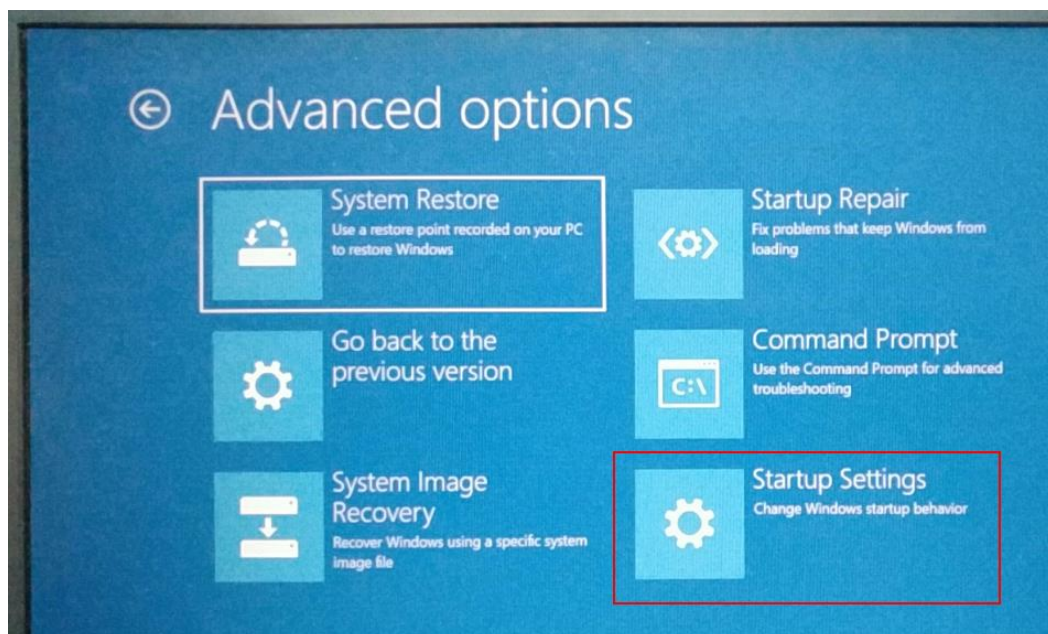 Advanced options
System Restore
Use a restore point recorded on your PC
to restore Windows
Startup Repair
Fix problems that keep Windows from
loading
Go back to the
previous version
Command Prompt
Use the Command Prompt for advanced
troubleshooting
C:\
System Image
Recovery
Recover Windows using a specific system
image file
Startup Settings
Change Windows startup behavior